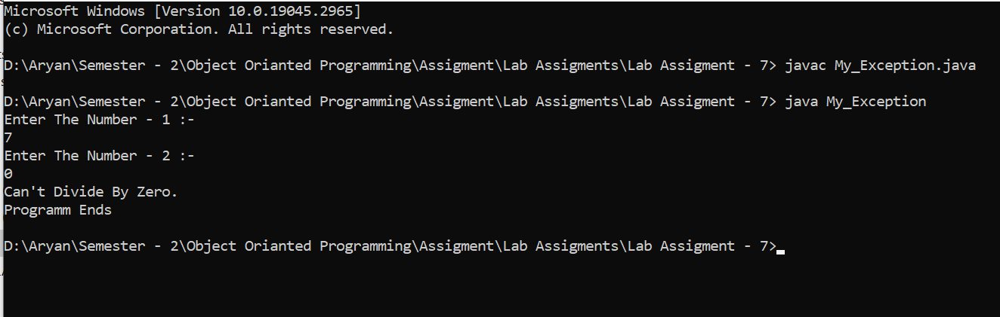 Microsoft Windows [Version 10.0.19045.2965]
(c) Microsoft Corporation. All rights reserved.
D:\Aryan\Semester - 2\Object Orianted Programming\Assigment\Lab Assigments\Lab Assigment - 7> javac My_Exception.java
D:\Aryan\Semester - 2\Object Orianted Programming\Assigment\Lab Assigments\Lab Assigment - 7> java My_Exception
Enter The Number - 1 :-
7
Enter The Number - 2 :-
0
Can't Divide By Zero.
Programm Ends
D:\Aryan\Semester - 2\Object Orianted Programming\Assigment\Lab Assigments\Lab Assigment - 7>